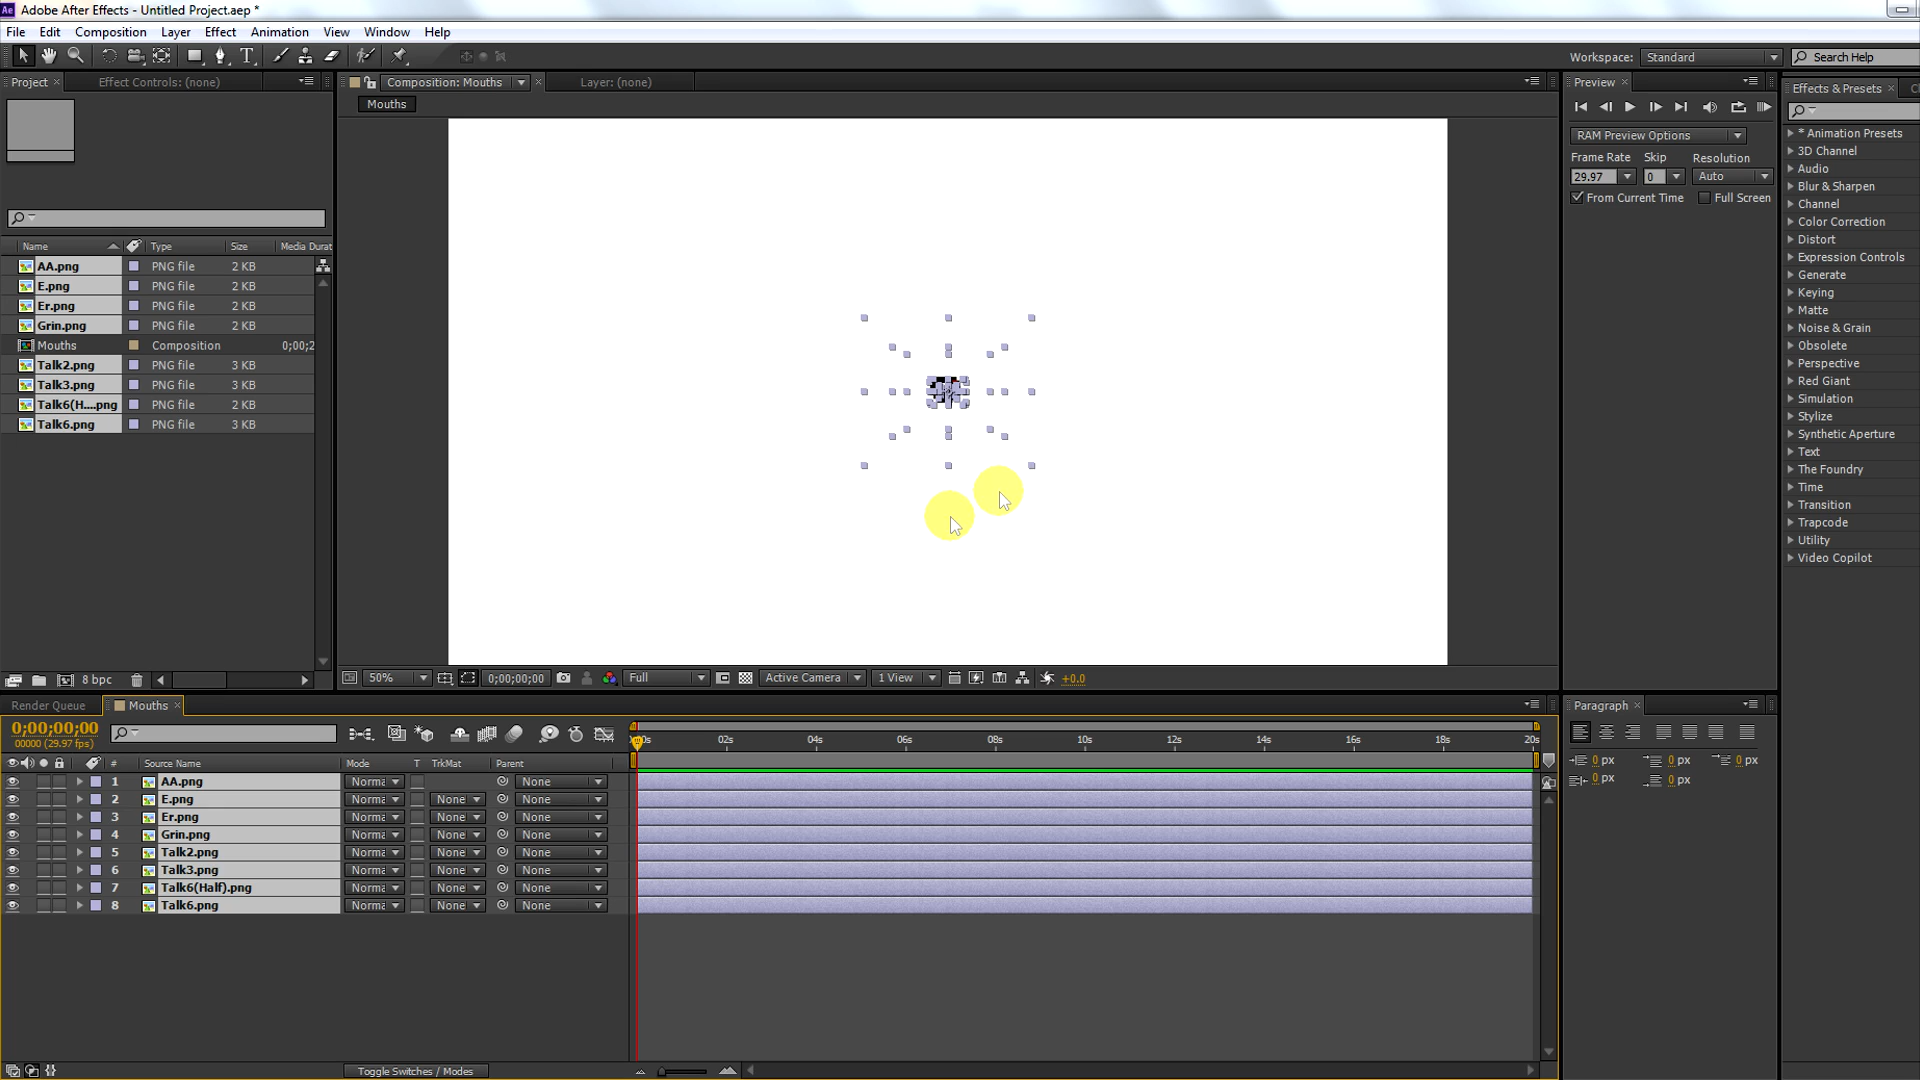 Ae Adobe After Effects - Untitled Project.aep *
File Edit Composition Layer Effect Animation View Window Help
Workspace: Standard Search Help
Project Effect Controls: (none) Composition: Mouths Layer: (none) Preview Effects & Presets
Mouths
RAM Preview Options
Frame Rate Skip Resolution
29.97 0 Auto
From Current Time Full Screen
* Animation Presets
3D Channel
Audio
Blur & Sharpen
Channel
Color Correction
Distort
Expression Controls
Generate
Keying
Matte
Noise & Grain
Obsolete
Perspective
Red Giant
Simulation
Stylize
Synthetic Aperture
Text
The Foundry
Time
Transition
Trapcode
Utility
Video Copilot
Name Type Size Media Durat
AA.png PNG file 2 KB
E.png PNG file 2 KB
Er.png PNG file 2 KB
Grin.png PNG file 2 KB
Mouths Composition 0;00;2
Talk2.png PNG file 3 KB
Talk3.png PNG file 3 KB
Talk6(H....png PNG file 2 KB
Talk6.png PNG file 3 KB
8 bpc
50% 0;00;00;00 Full Active Camera 1 View +0.0
Render Queue Mouths
0;00;00;00
00000 (29.97 fps)
0s 02s 04s 06s 08s 10s 12s 14s 16s 18s 20s
# Source Name Mode T TrkMat Parent
1 AA.png Norma None
2 E.png Norma None None
3 Er.png Norma None None
4 Grin.png Norma None None
5 Talk2.png Norma None None
6 Talk3.png Norma None None
7 Talk6(Half).png Norma None None
8 Talk6.png Norma None None
Toggle Switches / Modes
Paragraph
0 px 0 px 0 px
0 px 0 px